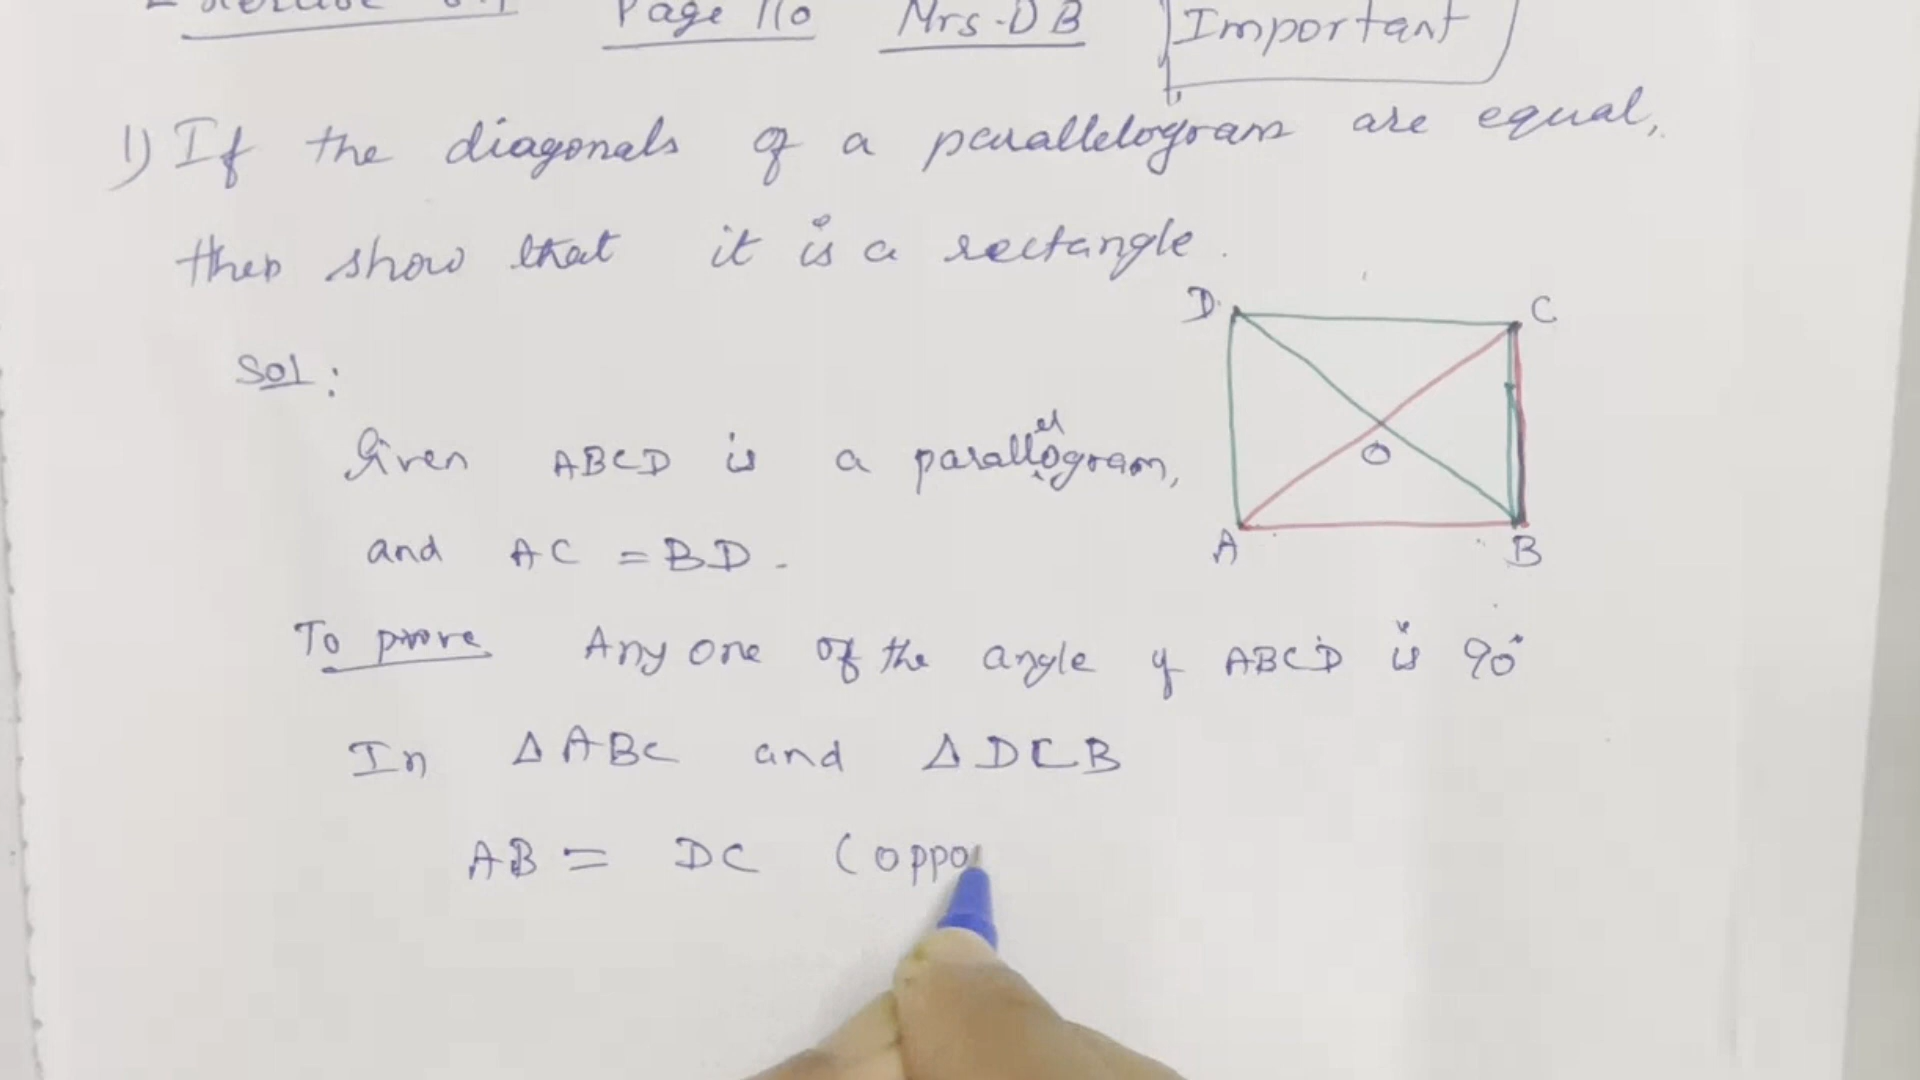 Page 110 Mrs.DB Important
1) If the diagonals of a parallelogram are equal,
then show that it is a rectangle.
D C
Sol:
Given ABCD is a parallelogram,
O
and AC = BD.
A B
To prove Any one of the angle of ABCD is 90°
In Δ ABC and Δ DCB
AB = DC (oppo